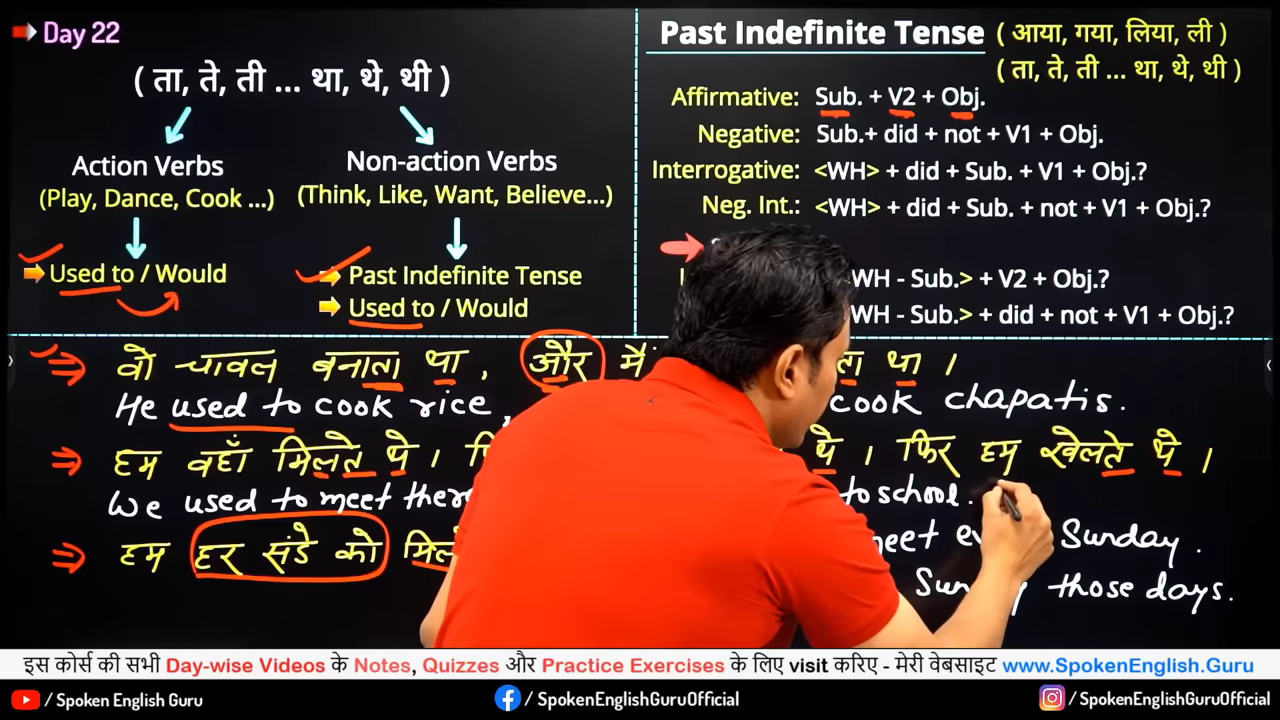 Day 22
( ता, ते, ती ... था, थे, थी )
Action Verbs
(Play, Dance, Cook ...)
Used to / Would
Non-action Verbs
(Think, Like, Want, Believe...)
Past Indefinite Tense
Used to / Would
Past Indefinite Tense ( आया, गया, लिया, ली )
( ता, ते, ती ... था, थे, थी )
Affirmative: Sub. + V2 + Obj.
Negative: Sub.+ did + not + V1 + Obj.
Interrogative: <WH> + did + Sub. + V1 + Obj.?
Neg. Int.: <WH> + did + Sub. + not + V1 + Obj.?
WH - Sub.> + V2 + Obj.?
WH - Sub.> + did + not + V1 + Obj.?
वो चावल बनाता था, और मैं था ।
He used to cook rice, cook chapatis.
हम वहाँ मिलते थे । थे । फिर हम खेलते थे ।
We used to meet there to school.
हम हर संडे को every Sunday.
Sunday those days.
इस कोर्स की सभी Day-wise Videos के Notes, Quizzes और Practice Exercises के लिए visit करिए - मेरी वेबसाइट www.SpokenEnglish.Guru
/ Spoken English Guru
/ SpokenEnglishGuruOfficial
/ SpokenEnglishGuruOfficial